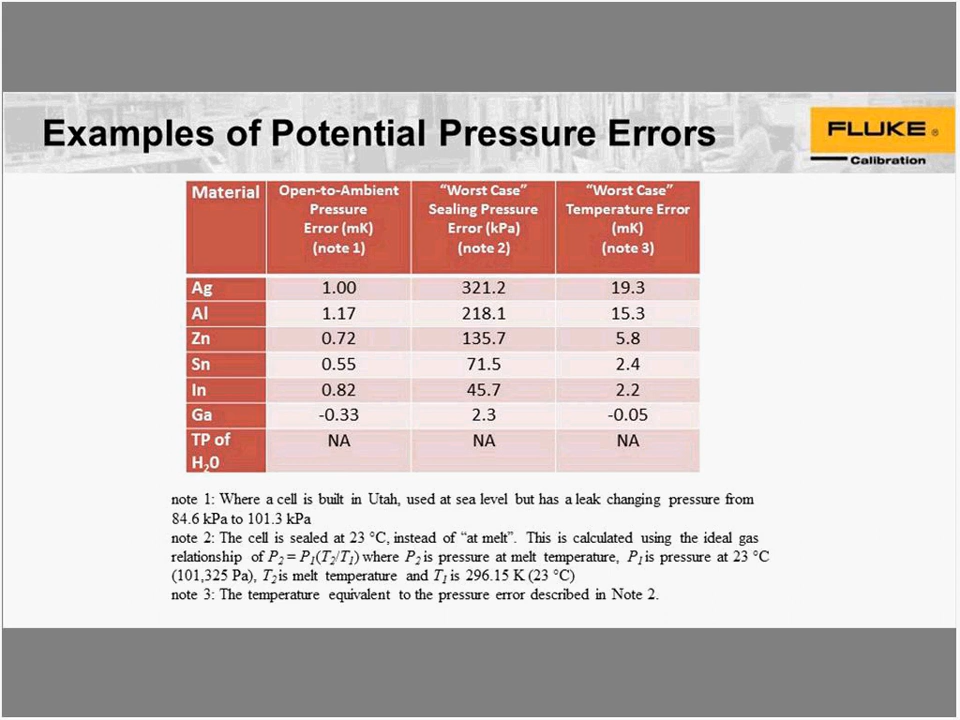 Examples of Potential Pressure Errors
FLUKE ®
Calibration
Material Open-to-Ambient Pressure Error (mK) (note 1) "Worst Case" Sealing Pressure Error (kPa) (note 2) "Worst Case" Temperature Error (mK) (note 3)
Ag 1.00 321.2 19.3
Al 1.17 218.1 15.3
Zn 0.72 135.7 5.8
Sn 0.55 71.5 2.4
In 0.82 45.7 2.2
Ga -0.33 2.3 -0.05
TP of H₂0 NA NA NA
note 1: Where a cell is built in Utah, used at sea level but has a leak changing pressure from
84.6 kPa to 101.3 kPa
note 2: The cell is sealed at 23 °C, instead of "at melt". This is calculated using the ideal gas
relationship of P₂ = P₁(T₂/T₁) where P₂ is pressure at melt temperature, P₁ is pressure at 23 °C
(101,325 Pa), T₂ is melt temperature and T₁ is 296.15 K (23 °C)
note 3: The temperature equivalent to the pressure error described in Note 2.